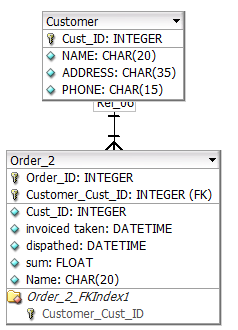 Customer
Cust_ID: INTEGER
NAME: CHAR(20)
ADDRESS: CHAR(35)
PHONE: CHAR(15)
Rel_06
Order_2
Order_ID: INTEGER
Customer_Cust_ID: INTEGER (FK)
Cust_ID: INTEGER
invoiced taken: DATETIME
dispathed: DATETIME
sum: FLOAT
Name: CHAR(20)
Order_2_FKIndex1
Customer_Cust_ID